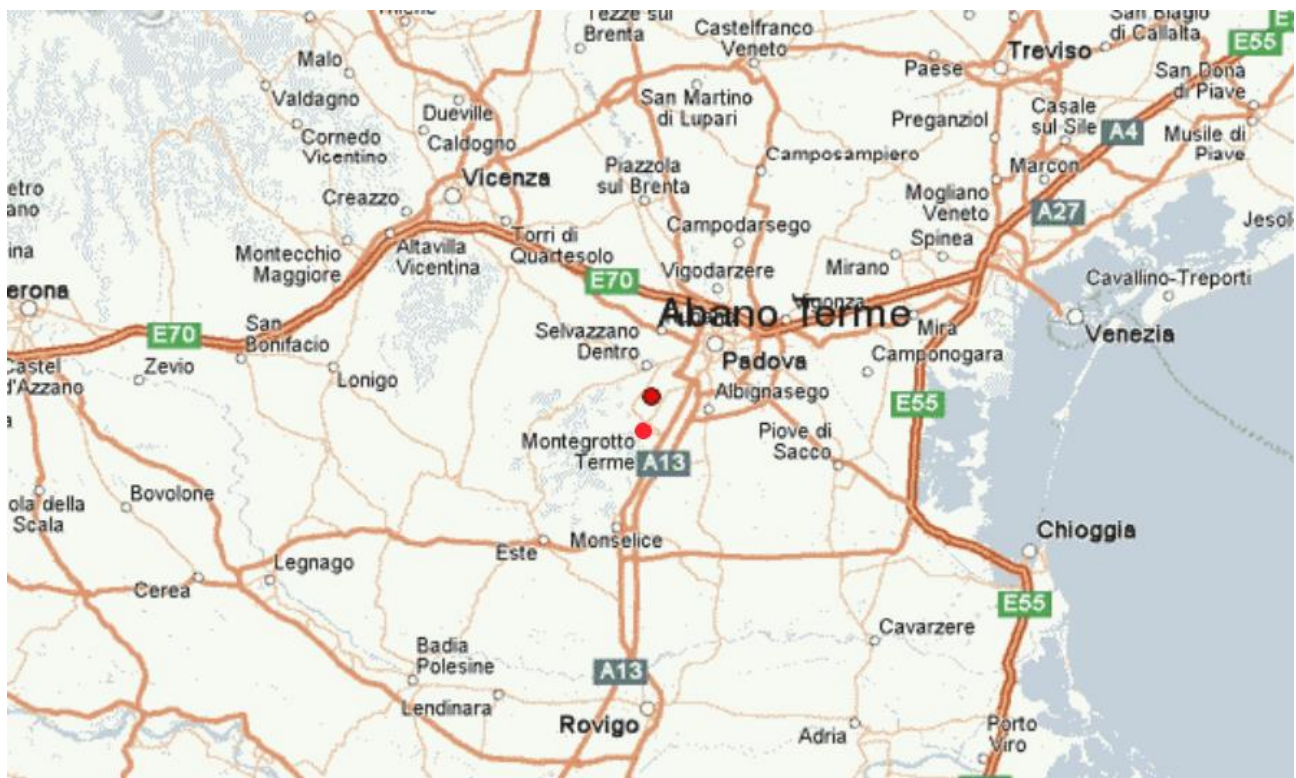 Tezze sul
Brenta
Castelfranco
Veneto
San Biagio
di Callalta
E55
Treviso
Malo
Paese
San Dona
di Piave
Valdagno
San Martino
di Lupari
Dueville
Casale
sul Sile
Preganziol
A4
Cornedo
Vicentino
Caldogno
Musile di
Piave
Piazzola
sul Brenta
Camposampiero
Marcon
Vicenza
Creazzo
Mogliano
Veneto
A27
Campodarsego
Torri di
Quartesolo
Spinea
Montecchio
Maggiore
Altavilla
Vicentina
E70
Vigodarzere
Mirano
Cavallino-Treporti
Abano Terme
Vigonza
Mira
Venezia
E70
San
Bonifacio
Selvazzano
Dentro
Padova
Camponogara
Zevio
Lonigo
Albignasego
E55
Montegrotto
Terme
A13
Piove di
Sacco
Bovolone
Chioggia
Este
Monselice
Legnago
Cerea
E55
Cavarzere
Badia
Polesine
A13
Lendinara
Rovigo
Adria
Porto
Viro